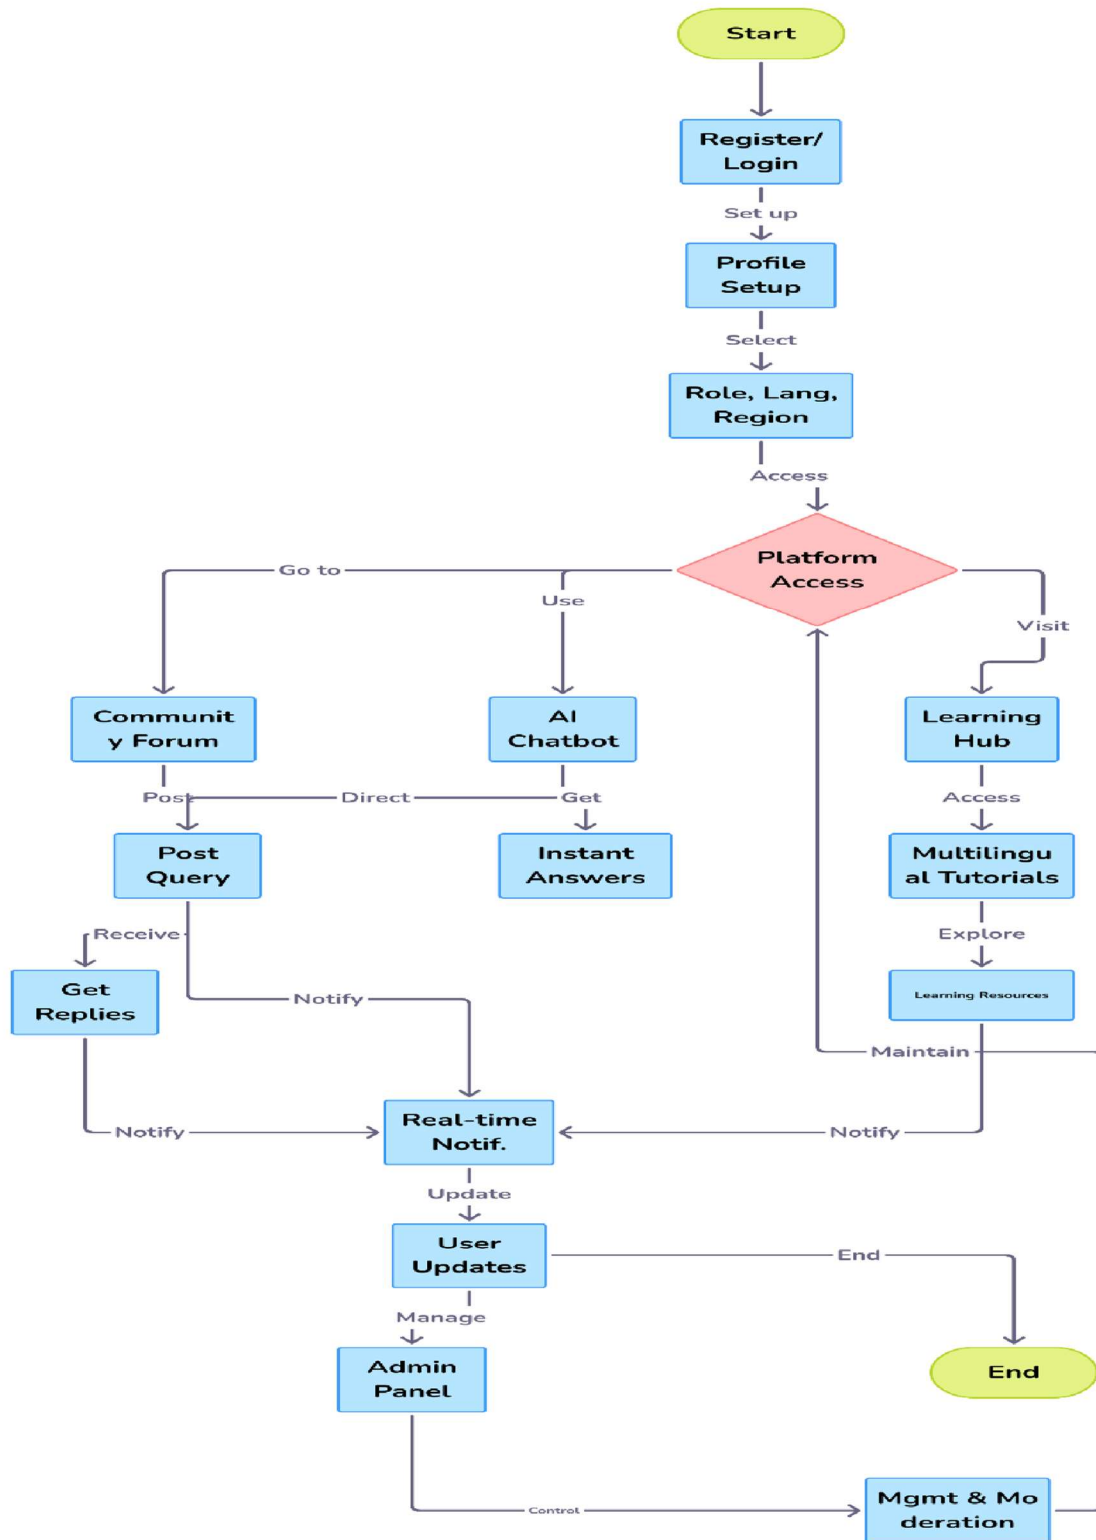 Start
Register/
Login
Set up
Profile
Setup
Select
Role, Lang,
Region
Access
Platform
Access
Go to
Use
Visit
Communit
y Forum
AI
Chatbot
Learning
Hub
Post
Direct
Get
Access
Post
Query
Instant
Answers
Multilingu
al Tutorials
Receive
Explore
Get
Replies
Notify
Learning Resources
Maintain
Notify
Real-time
Notif.
Notify
Update
User
Updates
End
Manage
Admin
Panel
End
Control
Mgmt & Mo
deration